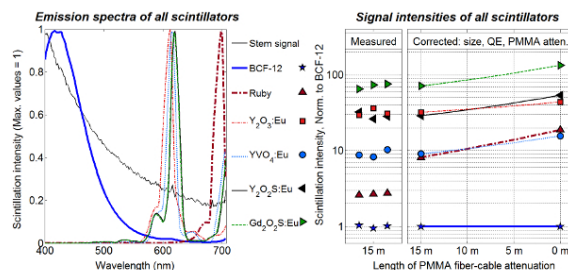 Emission spectra of all scintillators
Signal intensities of all scintillators
Scintillation intensity (Max. values = 1)
1
0.8
0.6
0.4
0.2
0
400
500
600
700
Wavelength (nm)
Stem signal
BCF-12
Ruby
Y2O3:Eu
YVO4:Eu
Y2O2S:Eu
Gd2O2S:Eu
Scintillation intensity, Norm. to BCF-12
Measured
Corrected: size, QE, PMMA atten.
100
10
1
15 m
15 m
10 m
5 m
0 m
Length of PMMA fiber-cable attenuation